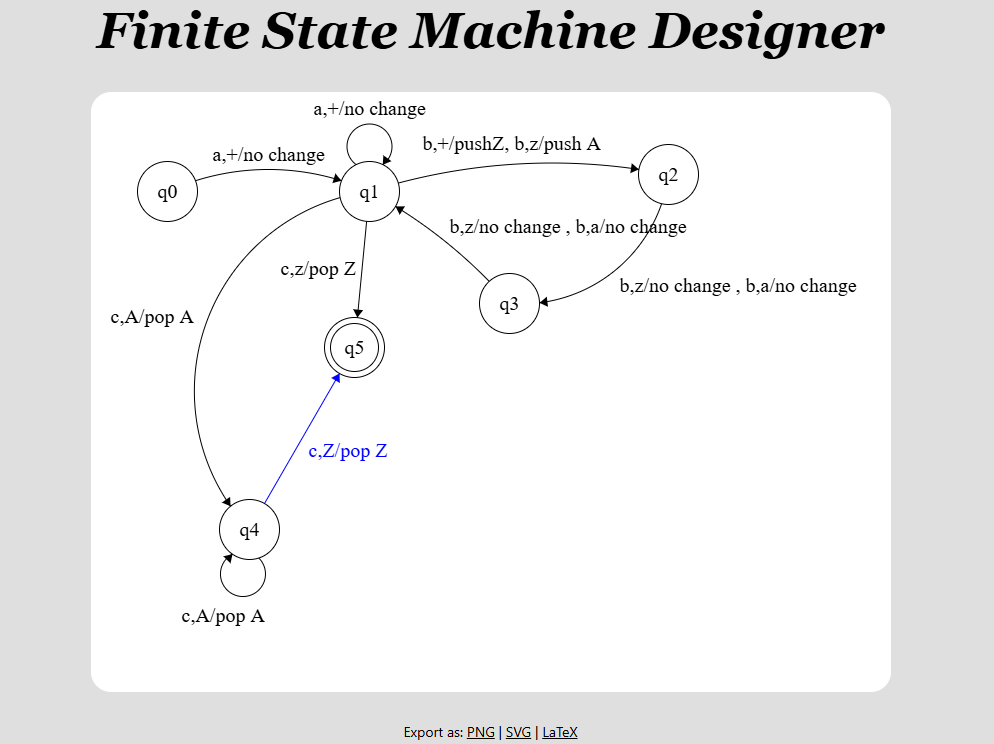 Finite State Machine Designer
a,+/no change
a,+/no change
b,+/pushZ, b,z/push A
q0
q1
q2
b,z/no change , b,a/no change
c,z/pop Z
b,z/no change , b,a/no change
q3
c,A/pop A
q5
c,Z/pop Z
q4
c,A/pop A
Export as: PNG | SVG | LaTeX